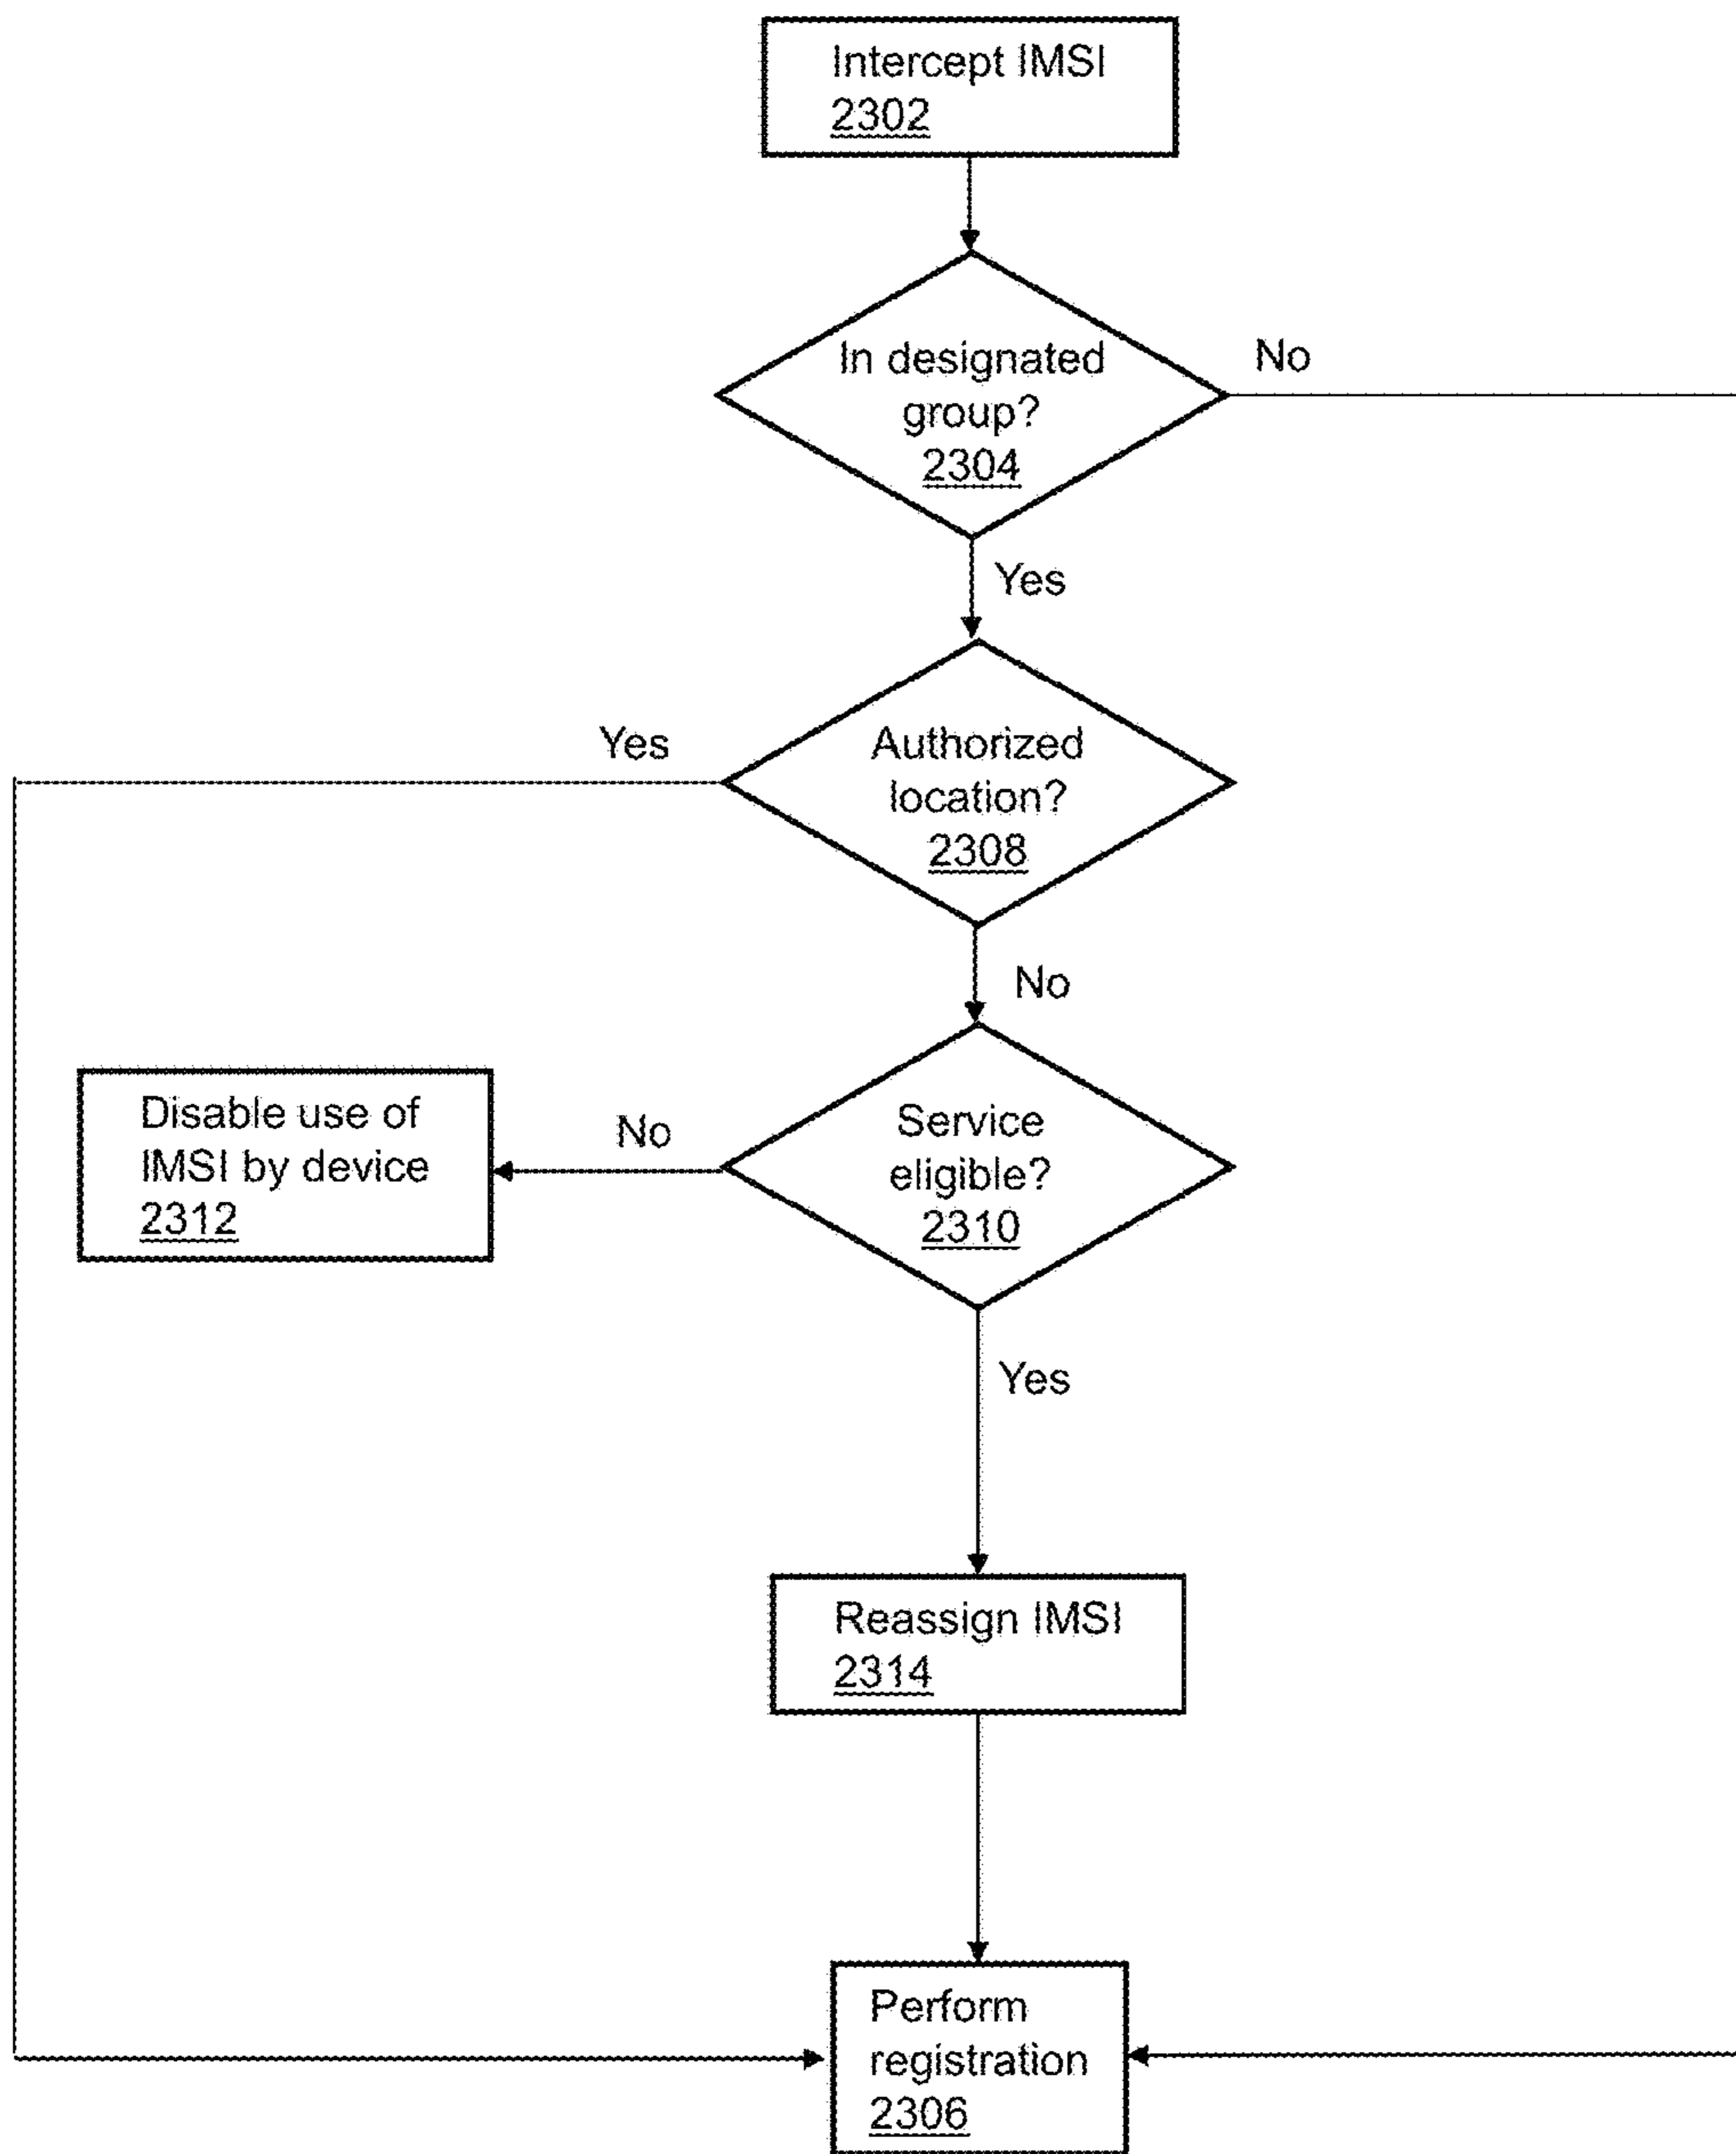 Intercept IMSI
2302
In designated
group?
2304
No
Yes
Authorized
location?
2308
Yes
No
Service
eligible?
2310
No
Disable use of
IMSI by device
2312
Yes
Reassign IMSI
2314
Perform
registration
2306